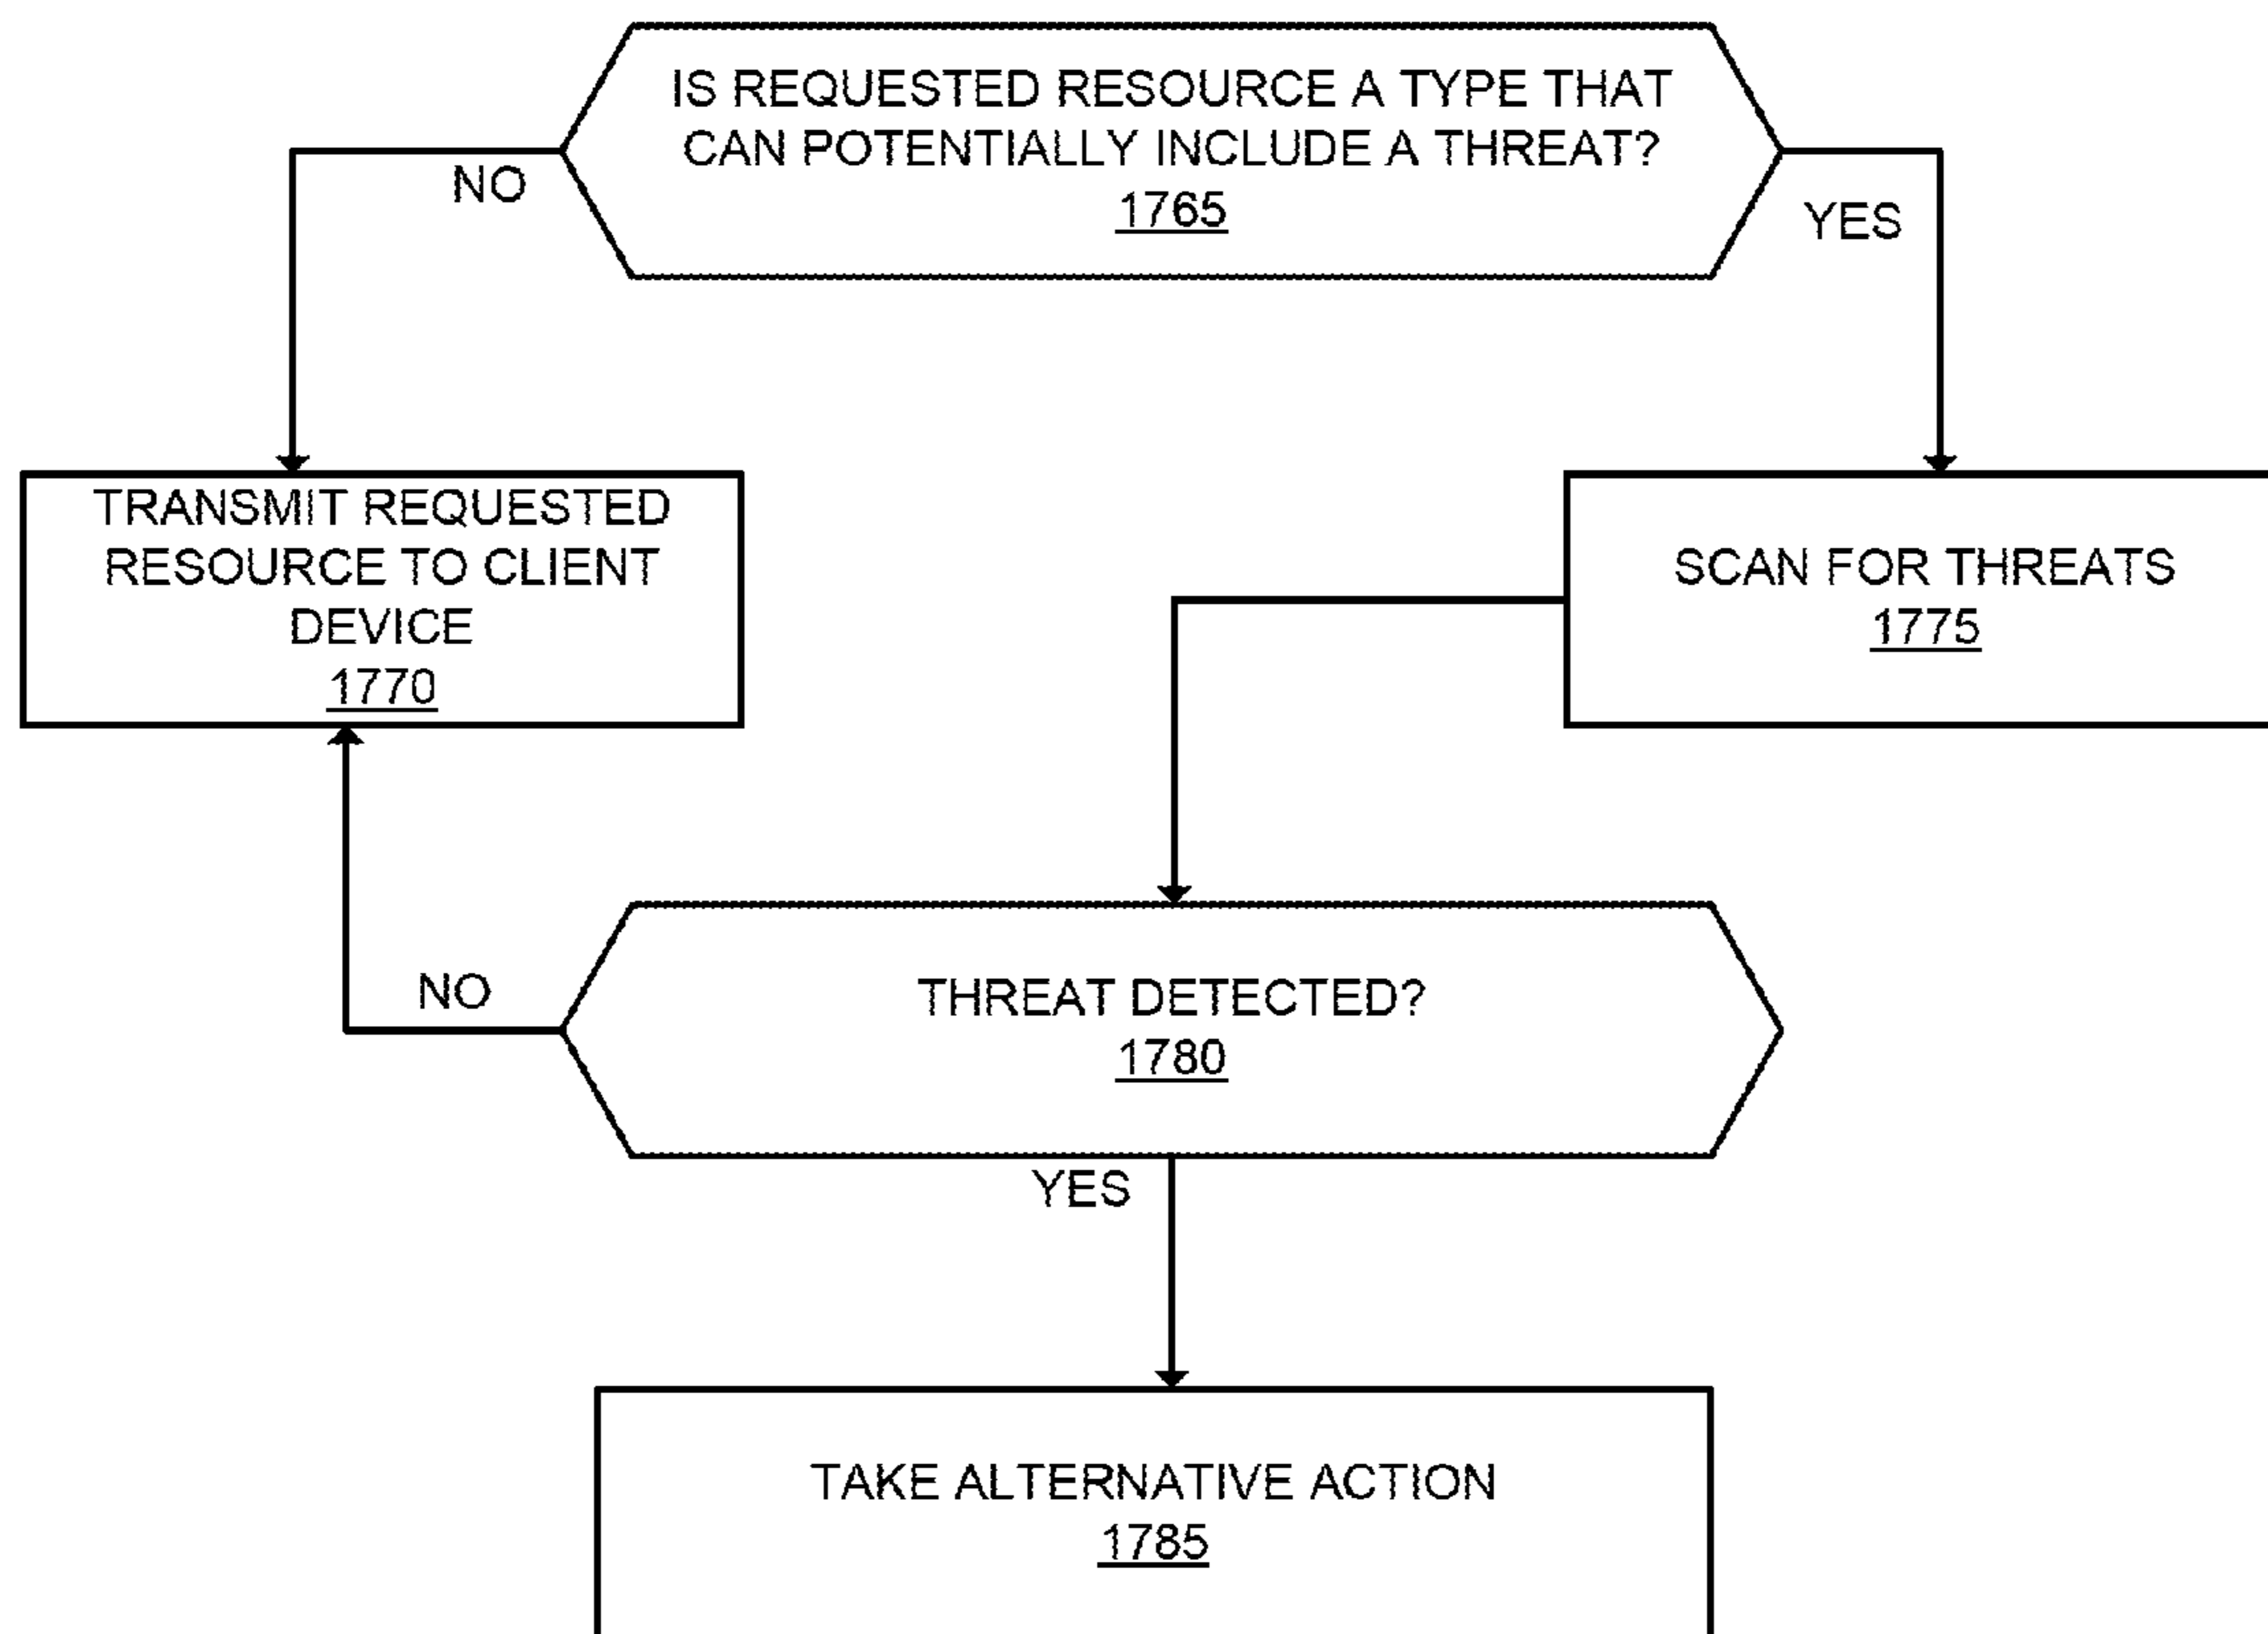 IS REQUESTED RESOURCE A TYPE THAT
CAN POTENTIALLY INCLUDE A THREAT?
1765
NO
YES
TRANSMIT REQUESTED
RESOURCE TO CLIENT
DEVICE
1770
SCAN FOR THREATS
1775
NO
THREAT DETECTED?
1780
YES
TAKE ALTERNATIVE ACTION
1785